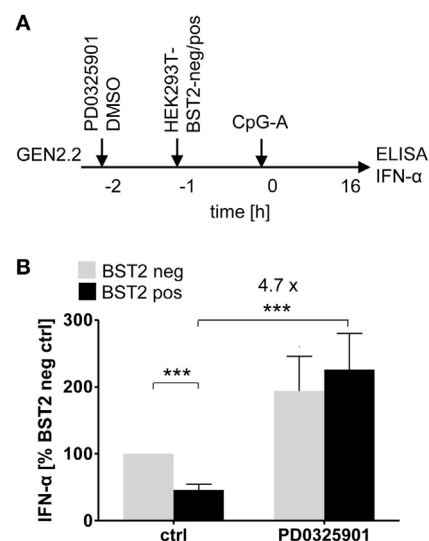 A
PD0325901
DMSO
HEK293T-
BST2-neg/pos
CpG-A
GEN2.2
ELISA
IFN-α
-2
-1
0
16
time [h]
B
BST2 neg
BST2 pos
4.7 x
***
***
IFN-α [% BST2 neg ctrl]
300
200
100
0
ctrl
PD0325901